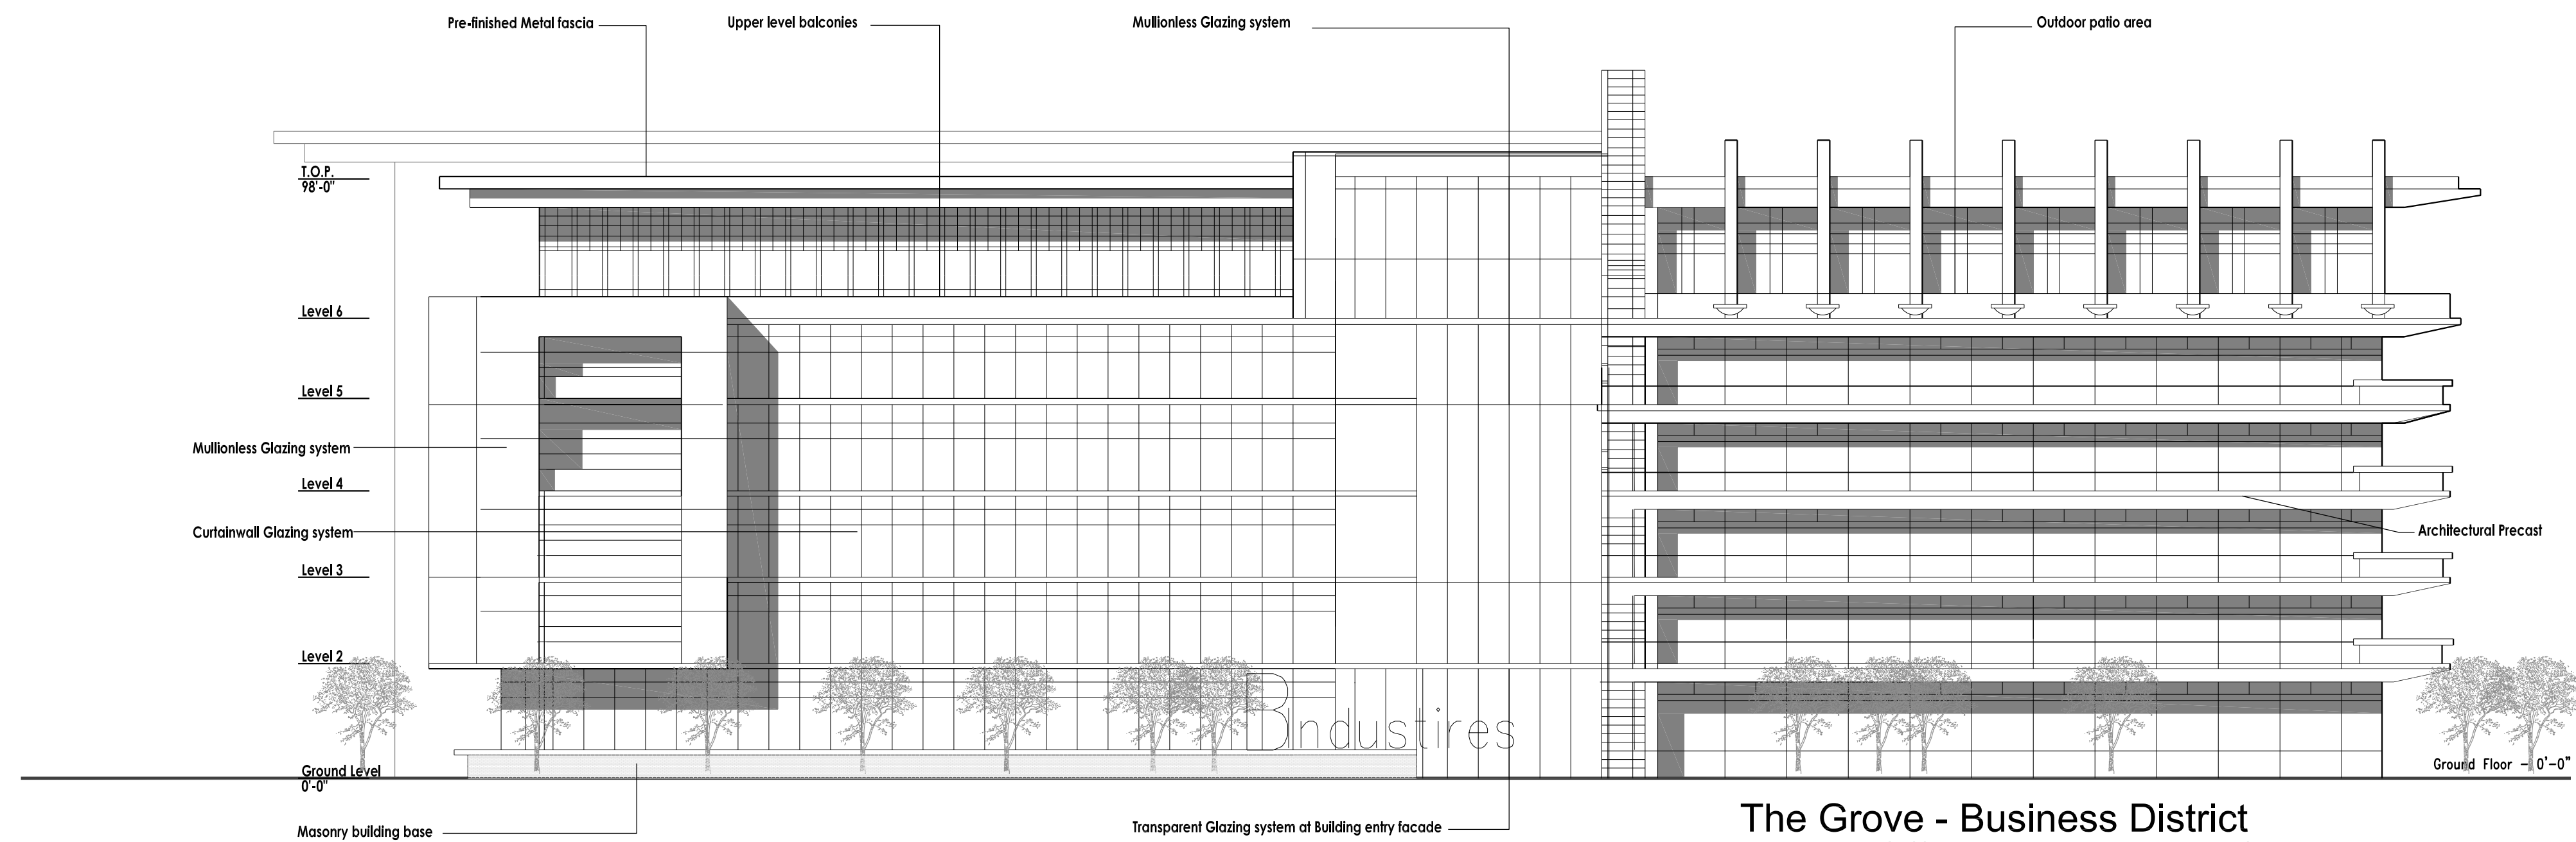 Pre-finished Metal fascia
Upper level balconies
Mullionless Glazing system
Outdoor patio area
T.O.P.
98'-0"
Level 6
Level 5
Mullionless Glazing system
Level 4
Curtainwall Glazing system
Architectural Precast
Level 3
Level 2
Bindustires
Ground Level
0'-0"
Ground Floor - 0'-0"
Masonry building base
Transparent Glazing system at Building entry facade
The Grove - Business District